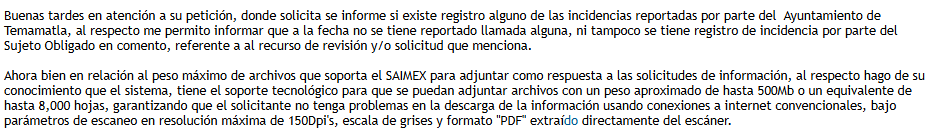 Buenas tardes en atención a su petición, donde solicita se informe si existe registro alguno de las incidencias reportadas por parte del  Ayuntamiento de
Temamatla, al respecto me permito informar que a la fecha no se tiene reportado llamada alguna, ni tampoco se tiene registro de incidencia por parte del
Sujeto Obligado en comento, referente a al recurso de revisión y/o solicitud que menciona.

Ahora bien en relación al peso máximo de archivos que soporta el SAIMEX para adjuntar como respuesta a las solicitudes de información, al respecto hago de su
conocimiento que el sistema, tiene el soporte tecnológico para que se puedan adjuntar archivos con un peso aproximado de hasta 500Mb o un equivalente de
hasta 8,000 hojas, garantizando que el solicitante no tenga problemas en la descarga de la información usando conexiones a internet convencionales, bajo
parámetros de escaneo en resolución máxima de 150Dpi's, escala de grises y formato "PDF" extraído directamente del escáner.